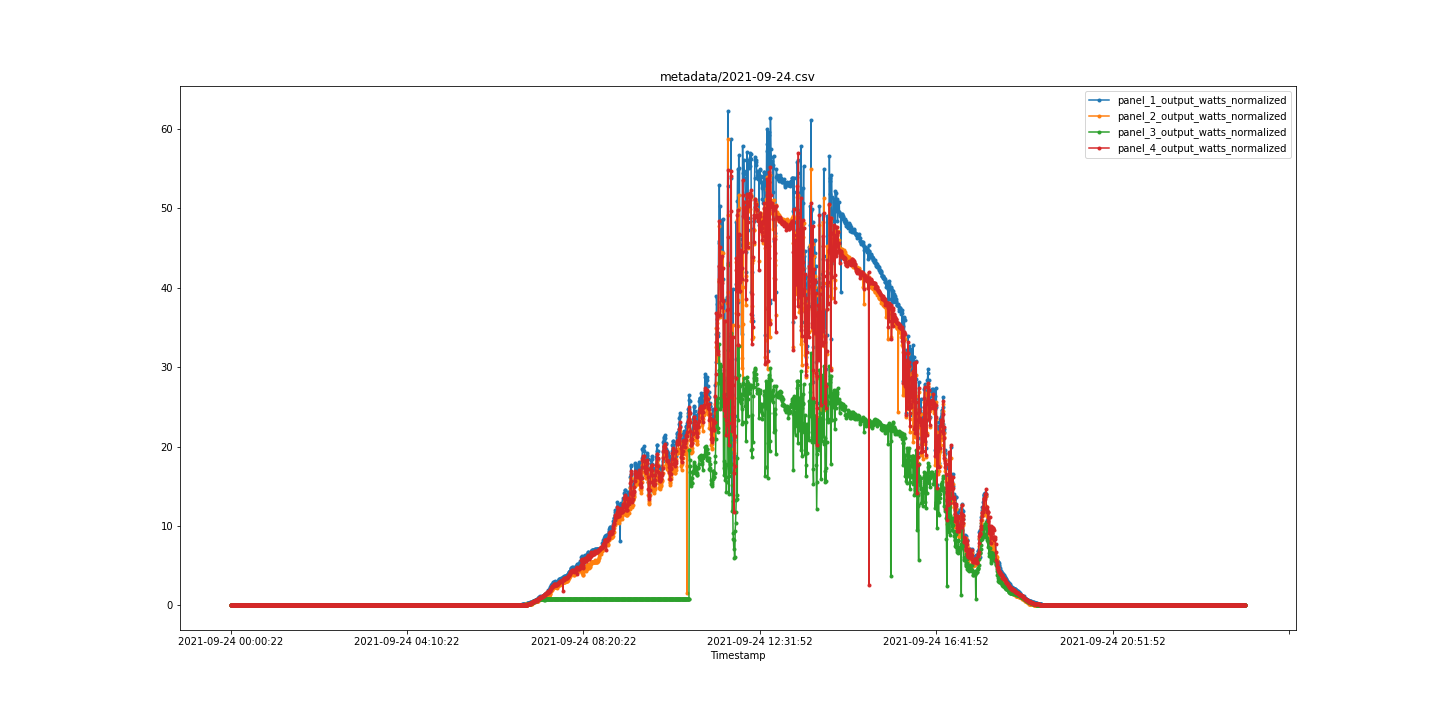 metadata/2021-09-24.csv
panel_1_output_watts_normalized
panel_2_output_watts_normalized
panel_3_output_watts_normalized
panel_4_output_watts_normalized
60
50
40
30
20
10
0
2021-09-24 00:00:22 2021-09-24 04:10:22 2021-09-24 08:20:22 2021-09-24 12:31:52 2021-09-24 16:41:52 2021-09-24 20:51:52
Timestamp